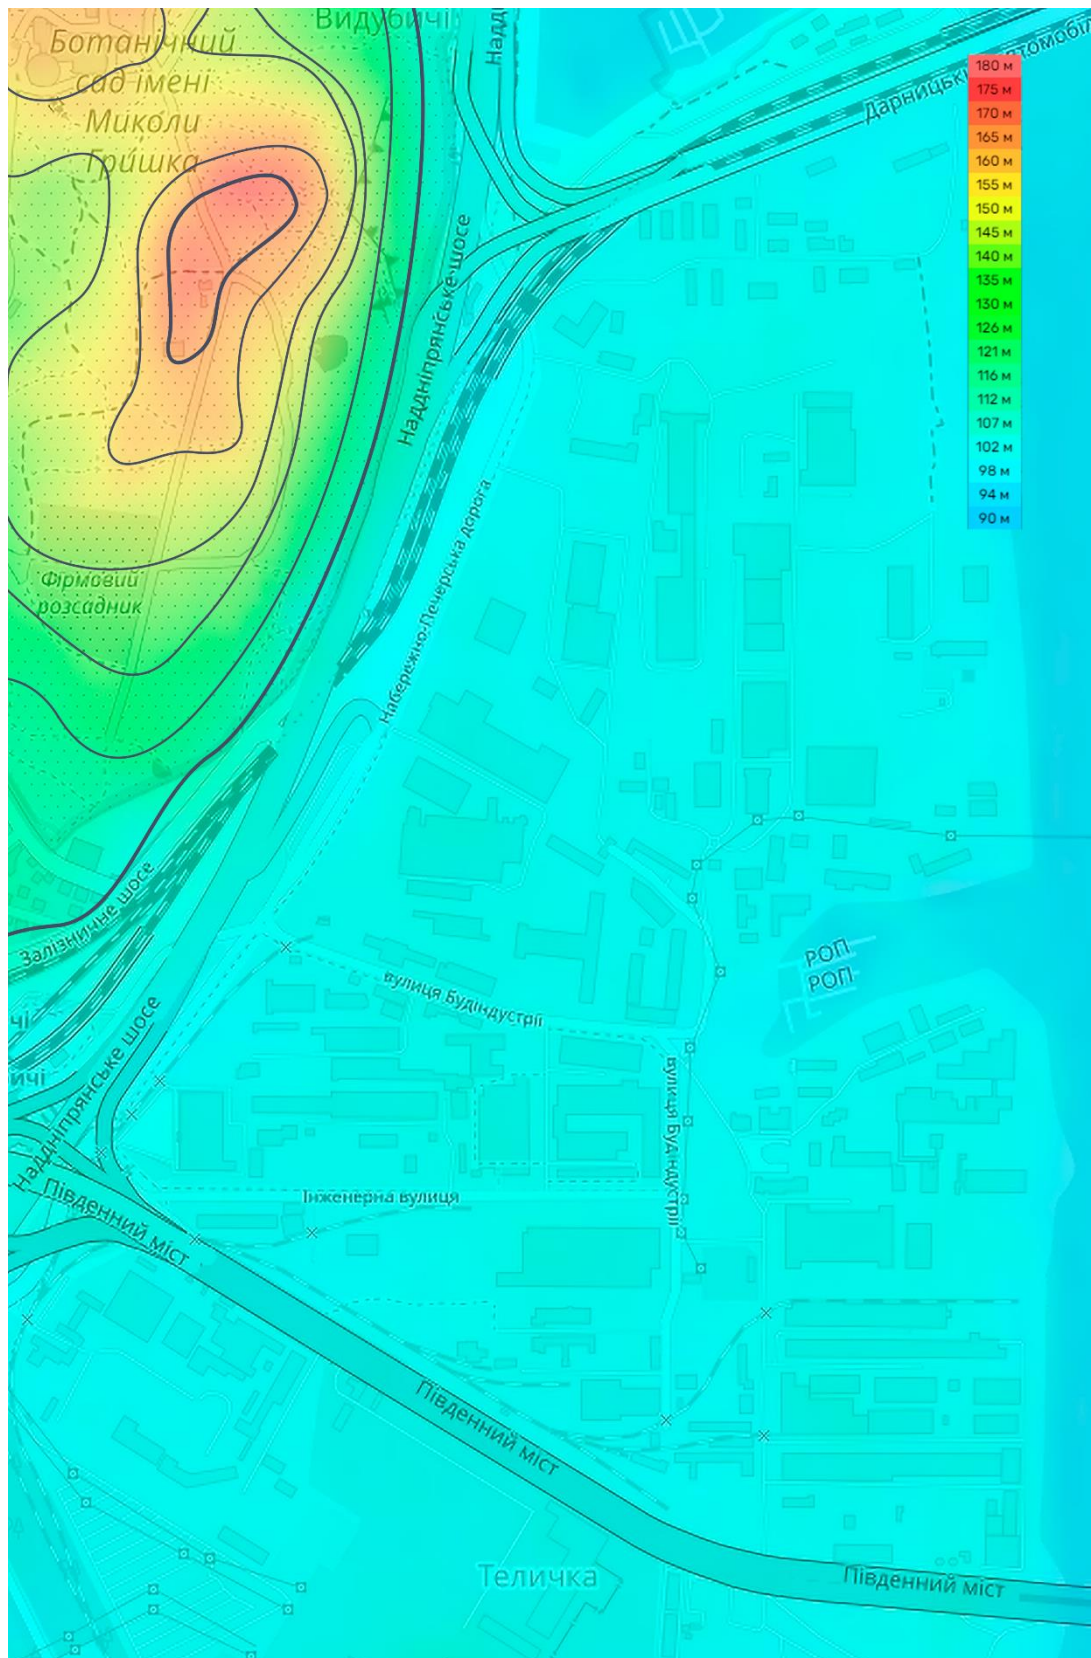 Видубичі
Ботанічний
сад імені
Миколи
Гришка
Дарницький
180 м
175 м
170 м
165 м
160 м
155 м
150 м
145 м
140 м
135 м
130 м
126 м
121 м
116 м
112 м
107 м
102 м
98 м
94 м
90 м
Наддніпрянське шосе
Набережно-Печерська дорога
Фірмовий
розсадник
Залізничне шосе
Наддніпрянське шосе
вулиця Будіндустрії
РОП
РОП
вулиця Будіндустрії
Інженерна вулиця
Південний міст
Південний міст
Теличка
Південний міст